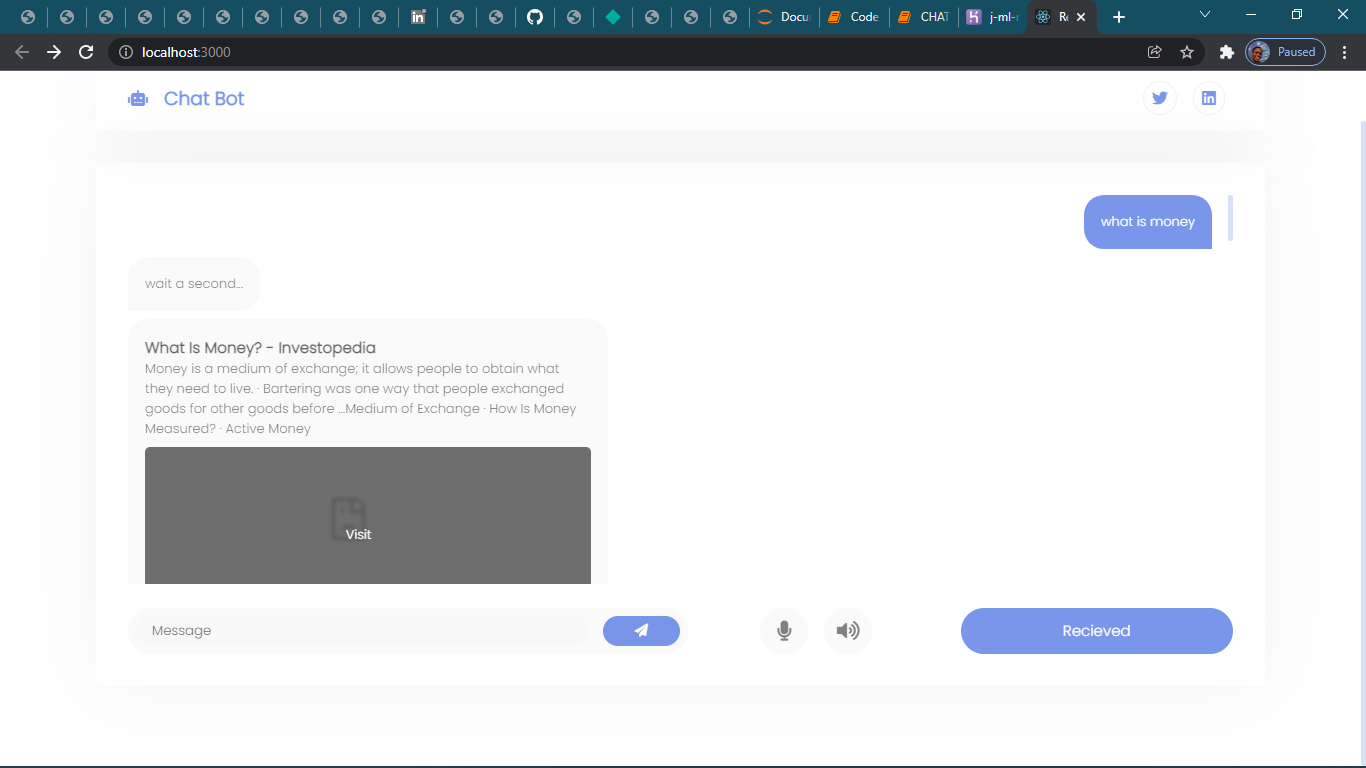 Docu
Code
CHAT
j-ml-
Re
localhost:3000
Paused
Chat Bot
what is money
wait a second...
What Is Money? - Investopedia
Money is a medium of exchange; it allows people to obtain what
they need to live. · Bartering was one way that people exchanged
goods for other goods before ...Medium of Exchange · How Is Money
Measured? · Active Money
Visit
Message
Recieved